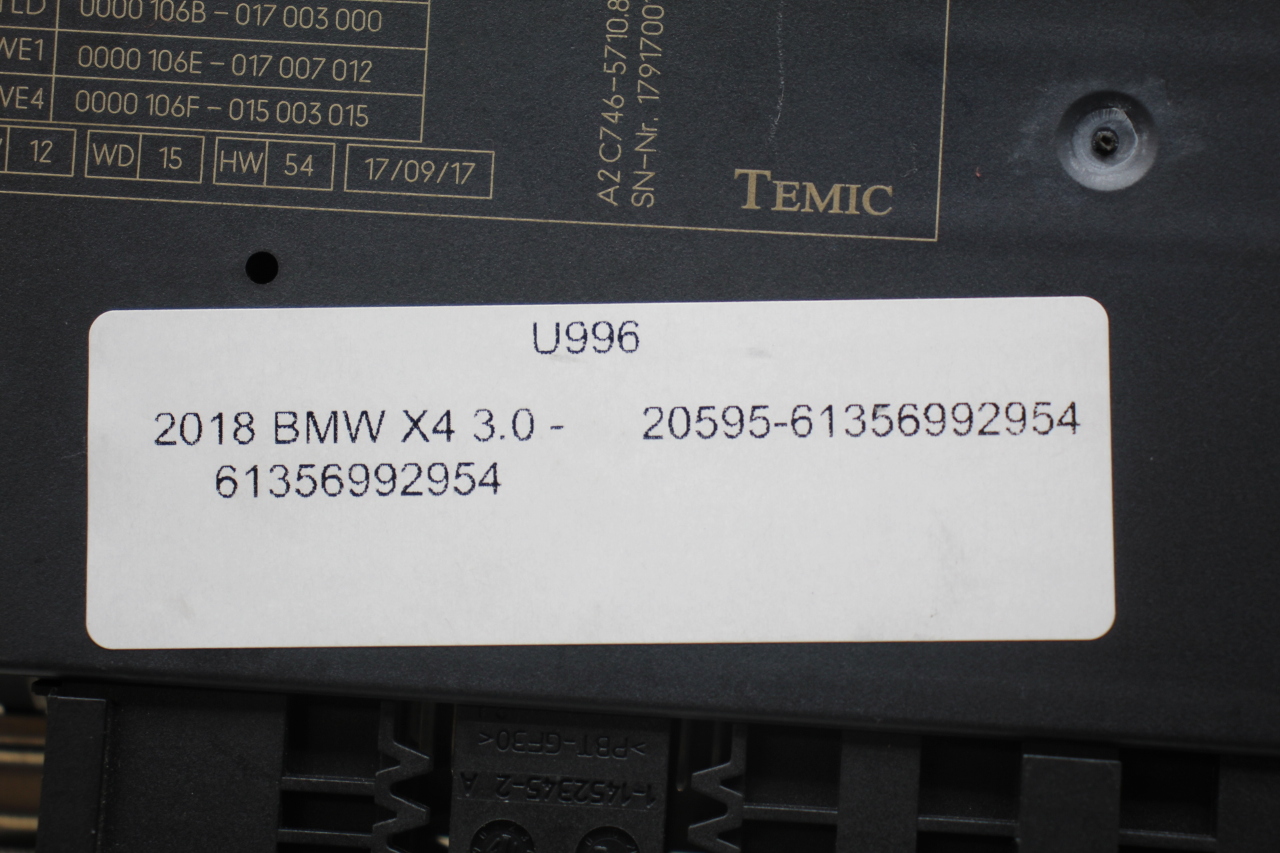 0000 106B – 017 003 000
WE1 0000 106E – 017 007 012
WE4 0000 106F – 015 003 015
12 WD 15 HW 54 17/09/17
A2C746-5710.8
SN-Nr. 1791700
TEMIC
U996
2018 BMW X4 3.0 - 20595-61356992954
61356992954
>PBT-GF30<
1-1452345-2 A